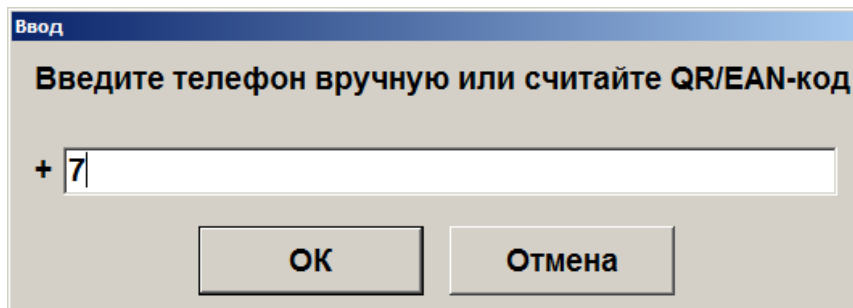 Ввод
Введите телефон вручную или считайте QR/EAN-код
+ 7
ОК
Отмена